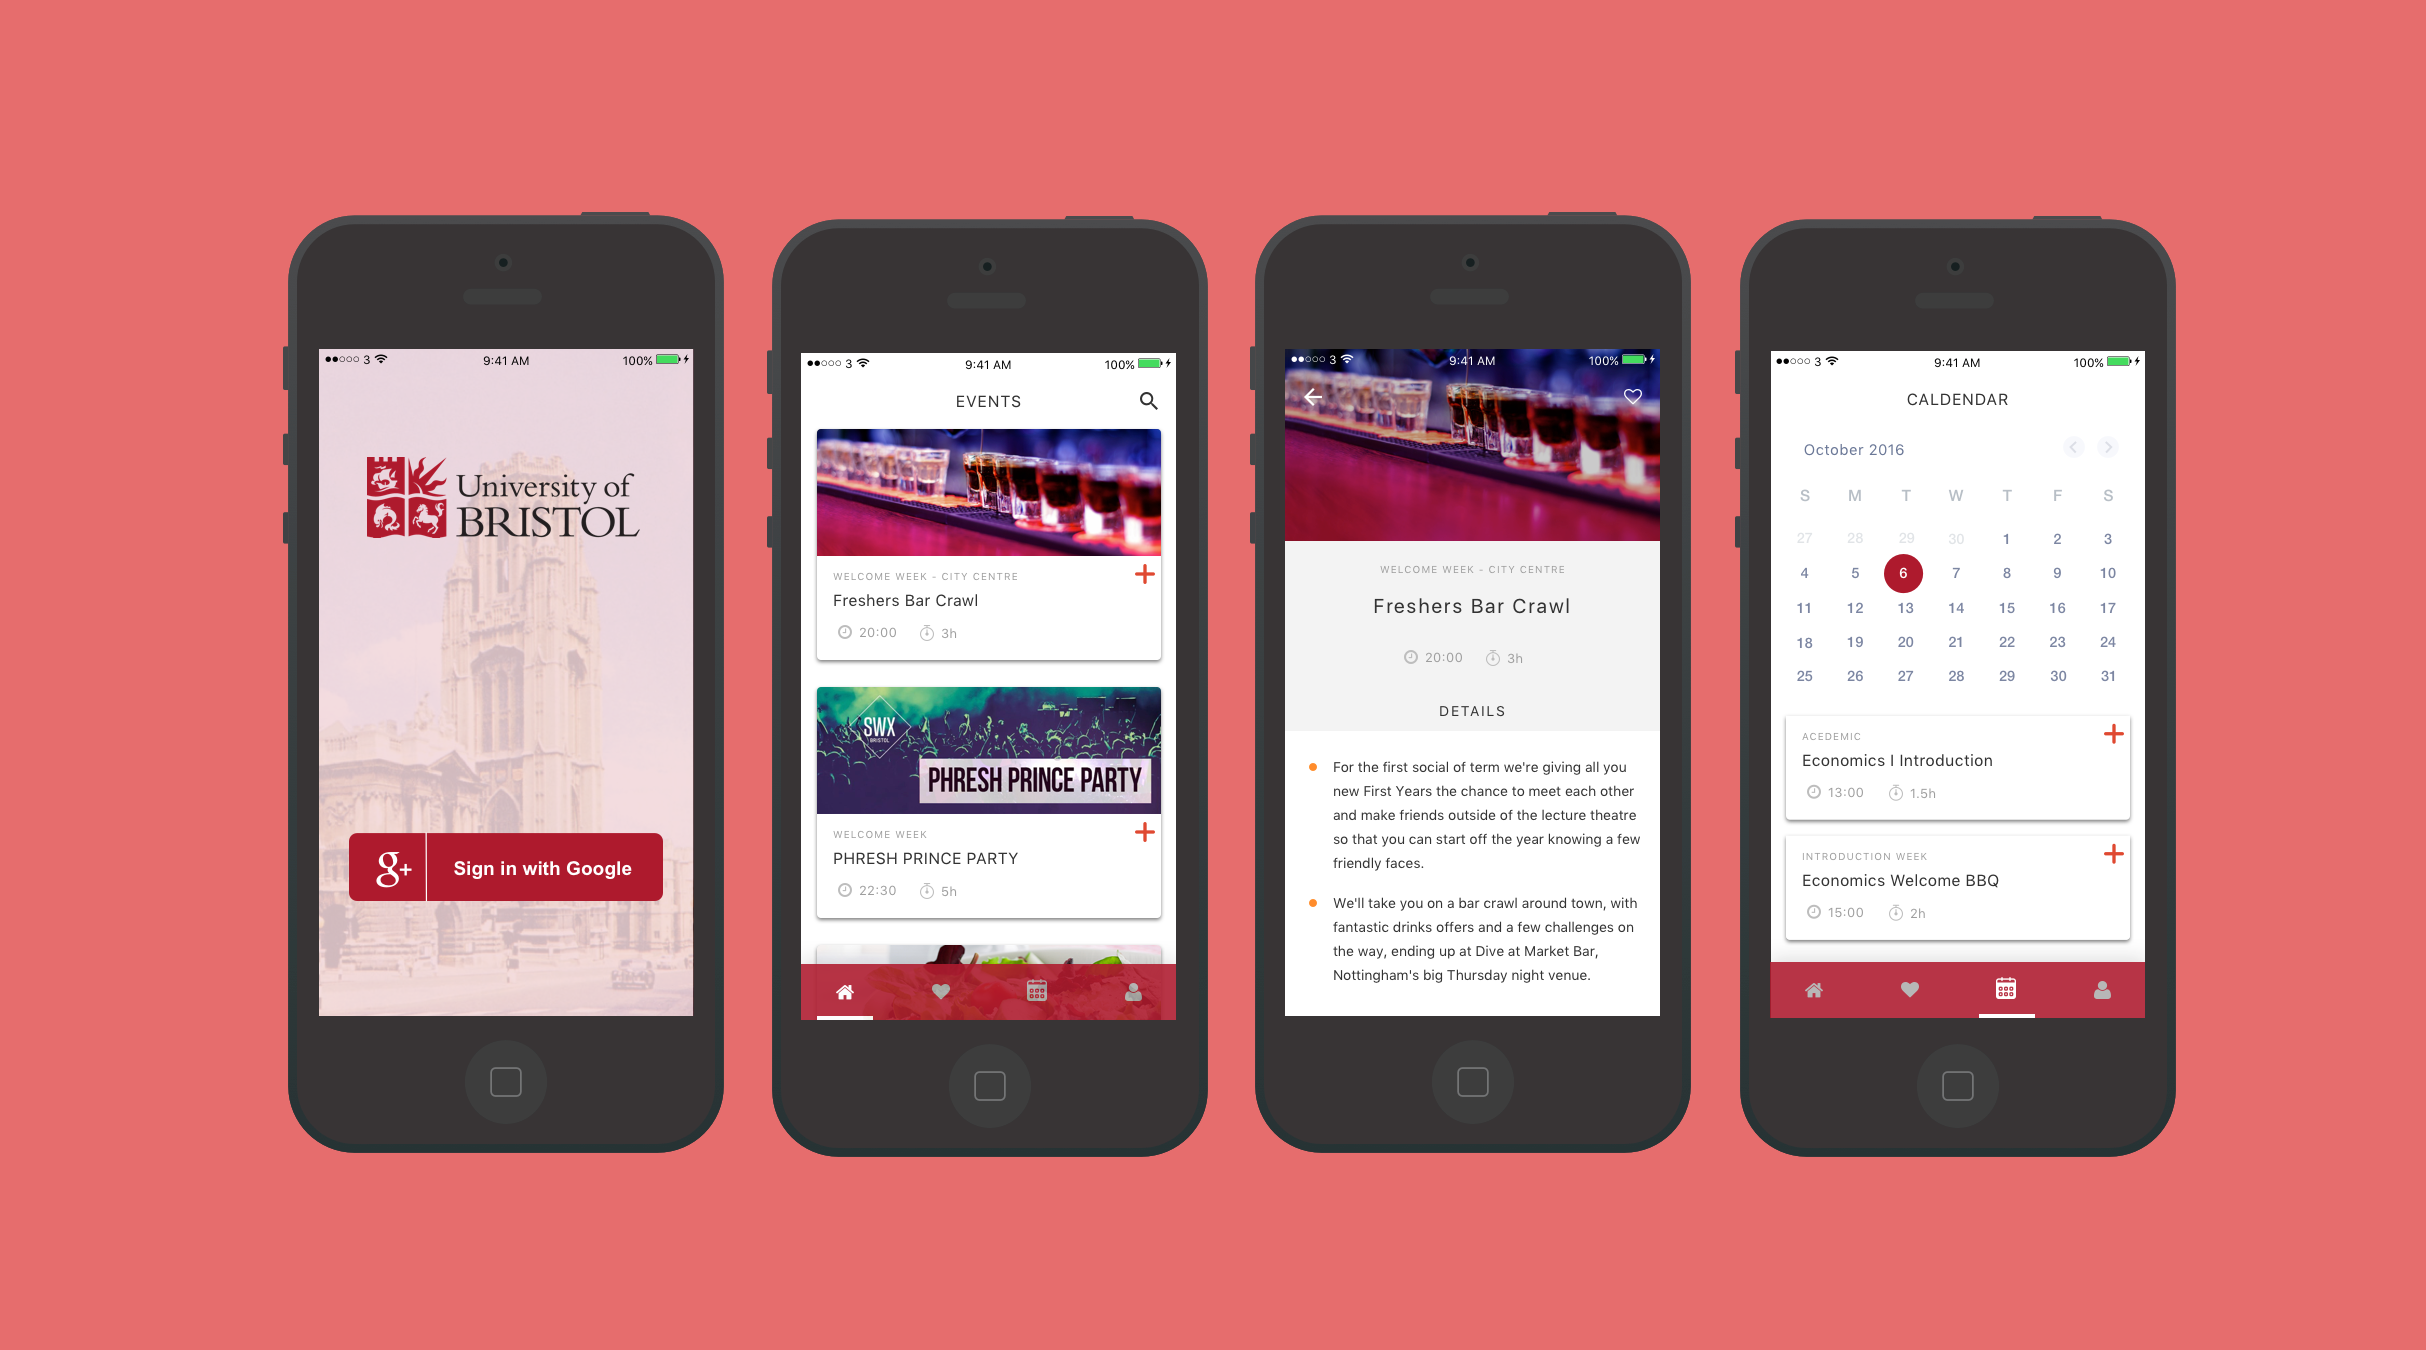 3
9:41 AM
100%
University of
BRISTOL
g+
Sign in with Google
3
9:41 AM
100%
EVENTS
WELCOME WEEK - CITY CENTRE
Freshers Bar Crawl
20:00 3h
SWX
BRISTOL
PHRESH PRINCE PARTY
WELCOME WEEK
PHRESH PRINCE PARTY
22:30 5h
3
9:41 AM
100%
WELCOME WEEK - CITY CENTRE
Freshers Bar Crawl
20:00 3h
DETAILS
For the first social of term we're giving all you
new First Years the chance to meet each other
and make friends outside of the lecture theatre
so that you can start off the year knowing a few
friendly faces.
We'll take you on a bar crawl around town, with
fantastic drinks offers and a few challenges on
the way, ending up at Dive at Market Bar,
Nottingham's big Thursday night venue.
3
9:41 AM
100%
CALDENDAR
October 2016
S M T W T F S
27 28 29 30 1 2 3
4 5 6 7 8 9 10
11 12 13 14 15 16 17
18 19 20 21 22 23 24
25 26 27 28 29 30 31
ACEDEMIC
Economics I Introduction
13:00 1.5h
INTRODUCTION WEEK
Economics Welcome BBQ
15:00 2h